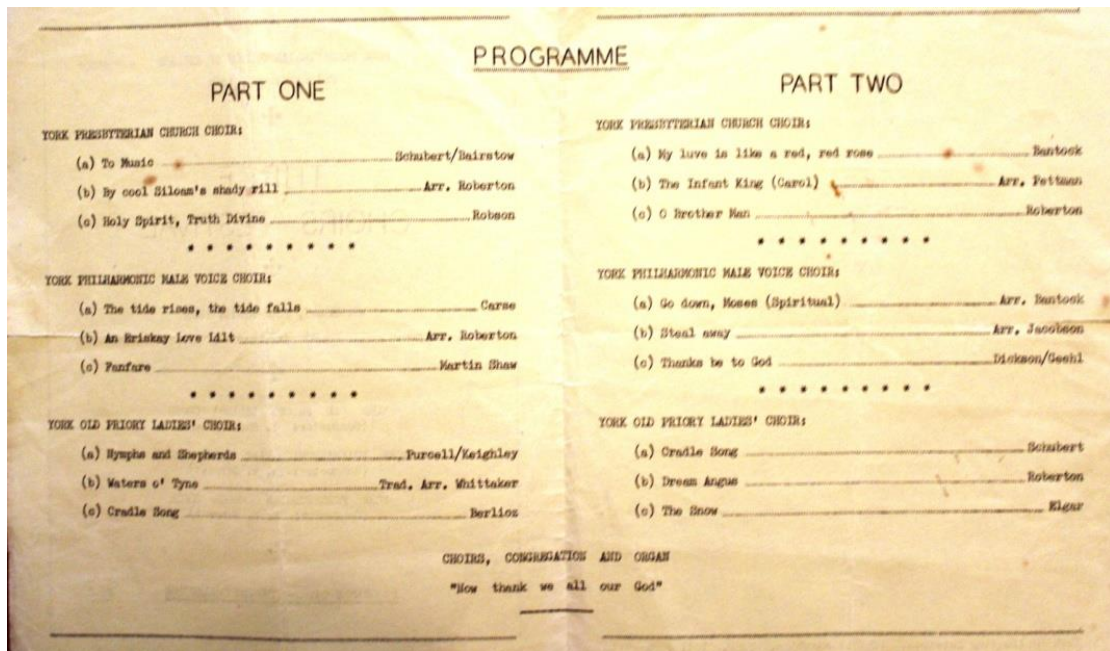 PROGRAMME
PART ONE
YORK PRESBYTERIAN CHURCH CHOIR:
(a) To Music Schubert/Bairstow
(b) By cool Siloam's shady rill Arr. Roberton
(c) Holy Spirit, Truth Divine Robson
* * * * * * * * *
YORK PHILHARMONIC MALE VOICE CHOIR:
(a) The tide rises, the tide falls Carse
(b) An Eriskay Love Lilt Arr. Roberton
(c) Fanfare Martin Shaw
* * * * * * * * *
YORK OLD PRIORY LADIES' CHOIR:
(a) Nymphs and Shepherds Purcell/Keighley
(b) Waters o' Tyne Trad. Arr. Whittaker
(c) Cradle Song Berlioz
PART TWO
YORK PRESBYTERIAN CHURCH CHOIR:
(a) My luve is like a red, red rose Bantock
(b) The Infant King (Carol) Arr. Pettman
(c) O Brother Man Roberton
* * * * * * * * *
YORK PHILHARMONIC MALE VOICE CHOIR:
(a) Go down, Moses (Spiritual) Arr. Bantock
(b) Steal away Arr. Jacobson
(c) Thanks be to God Dickson/Geehl
* * * * * * * * *
YORK OLD PRIORY LADIES' CHOIR:
(a) Cradle Song Schubert
(b) Dream Angus Roberton
(c) The Snow Elgar
CHOIRS, CONGREGATION AND ORGAN
"Now thank we all our God"